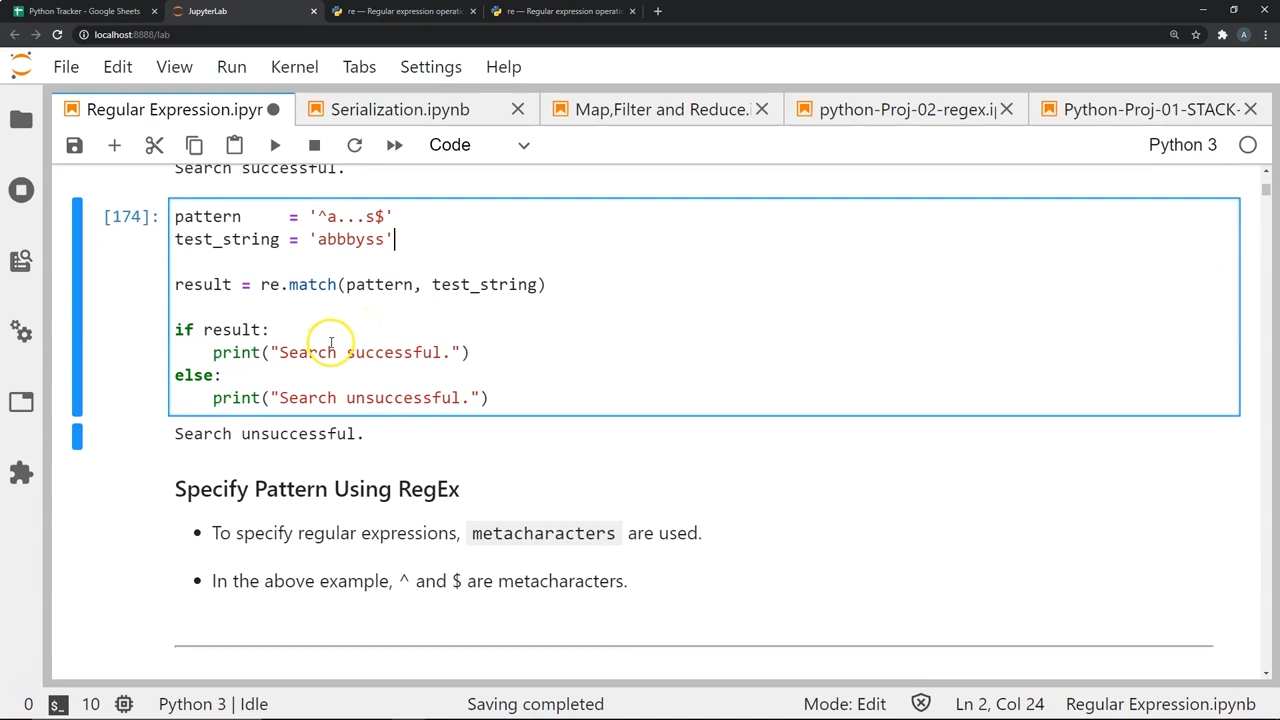 Python Tracker - Google Sheets
JupyterLab
re — Regular expression operatio
re — Regular expression operatio
localhost:8888/lab
A
File Edit View Run Kernel Tabs Settings Help
Regular Expression.ipyr
Serialization.ipynb
Map,Filter and Reduce.i
python-Proj-02-regex.ip
Python-Proj-01-STACK-
Code
Python 3
Search successful.
[174]:
pattern     = '^a...s$'
test_string = 'abbbyss'
result = re.match(pattern, test_string)
if result:
    print("Search successful.")
else:
    print("Search unsuccessful.")
Search unsuccessful.
Specify Pattern Using RegEx
• To specify regular expressions, metacharacters are used.
• In the above example, ^ and $ are metacharacters.
0 $_ 10 Python 3 | Idle Saving completed Mode: Edit Ln 2, Col 24 Regular Expression.ipynb